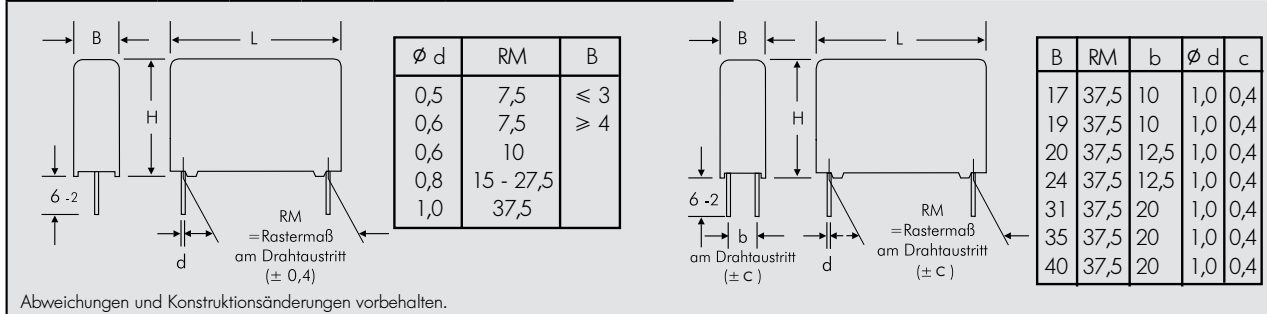 B
L
H
6 -2
d
RM
=Rastermaß
am Drahtaustritt
(± 0,4)
Ø d RM B
0,5 7,5 ≤ 3
0,6 7,5 ≥ 4
0,6 10
0,8 15 - 27,5
1,0 37,5
B
L
H
6 -2
b
am Drahtaustritt
(± c )
d
RM
=Rastermaß
am Drahtaustritt
(± c )
B RM b Ø d c
17 37,5 10 1,0 0,4
19 37,5 10 1,0 0,4
20 37,5 12,5 1,0 0,4
24 37,5 12,5 1,0 0,4
31 37,5 20 1,0 0,4
35 37,5 20 1,0 0,4
40 37,5 20 1,0 0,4
Abweichungen und Konstruktionsänderungen vorbehalten.